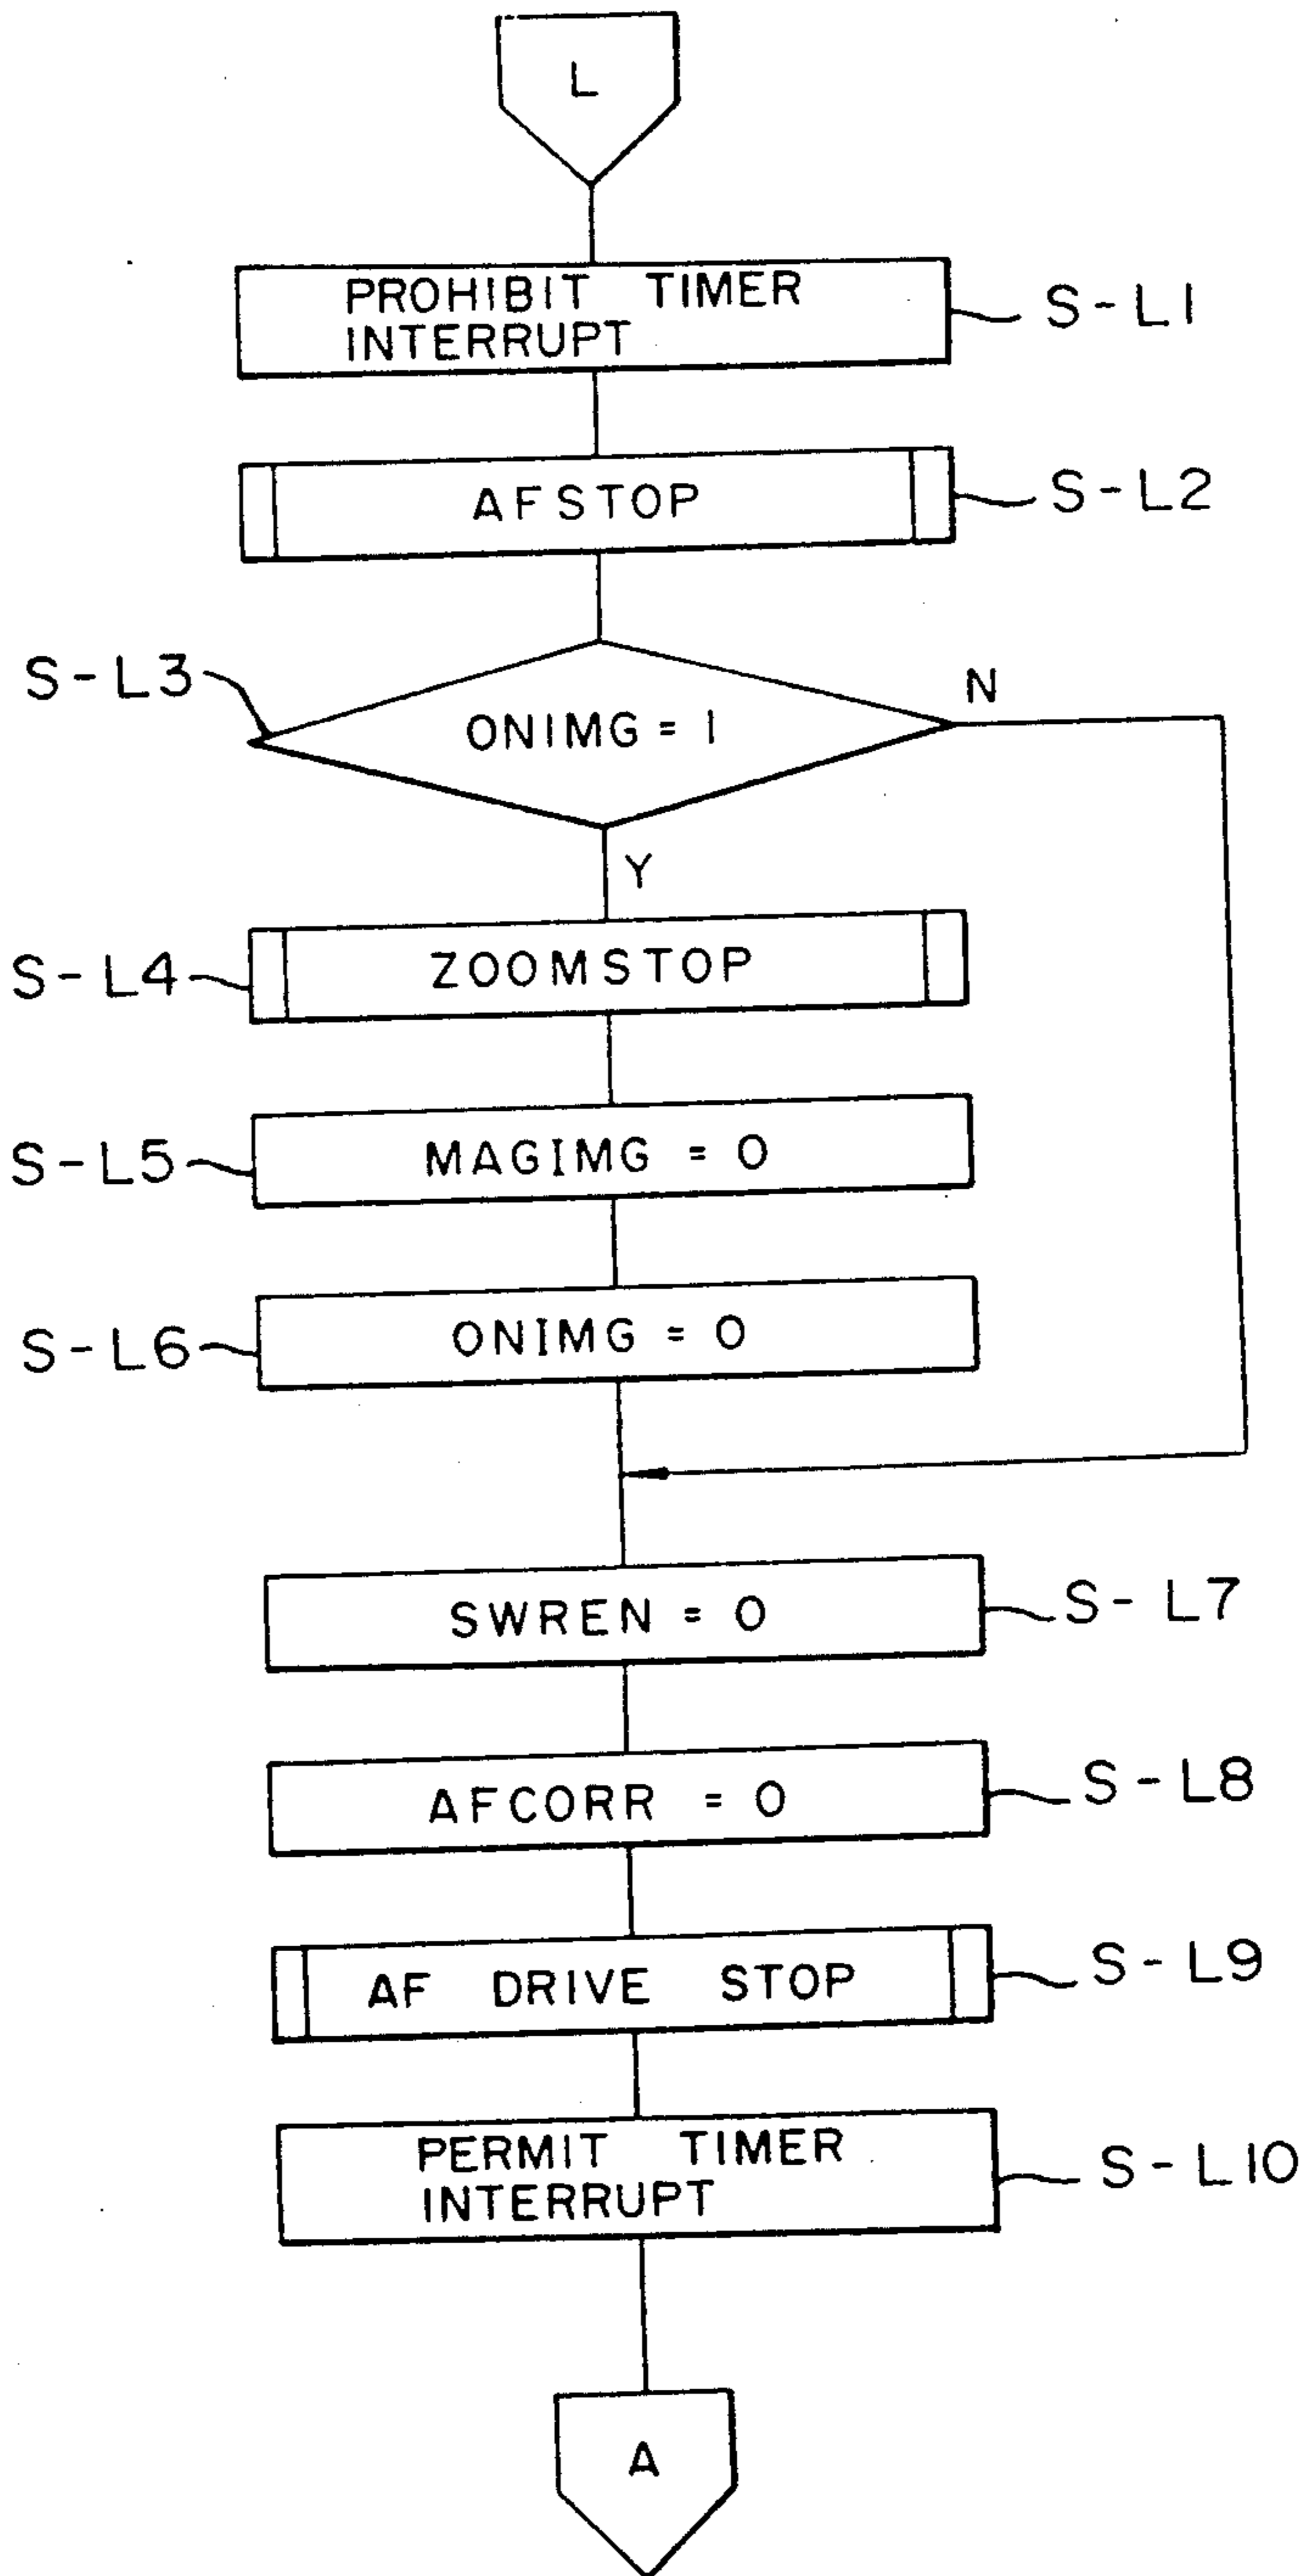 L
PROHIBIT TIMER
INTERRUPT
S-L1
AFSTOP
S-L2
S-L3
ONIMG = 1
N
Y
S-L4
ZOOMSTOP
S-L5
MAGIMG = 0
S-L6
ONIMG = 0
SWREN = 0
S-L7
AFCORR = 0
S-L8
AF DRIVE STOP
S-L9
PERMIT TIMER
INTERRUPT
S-L10
A